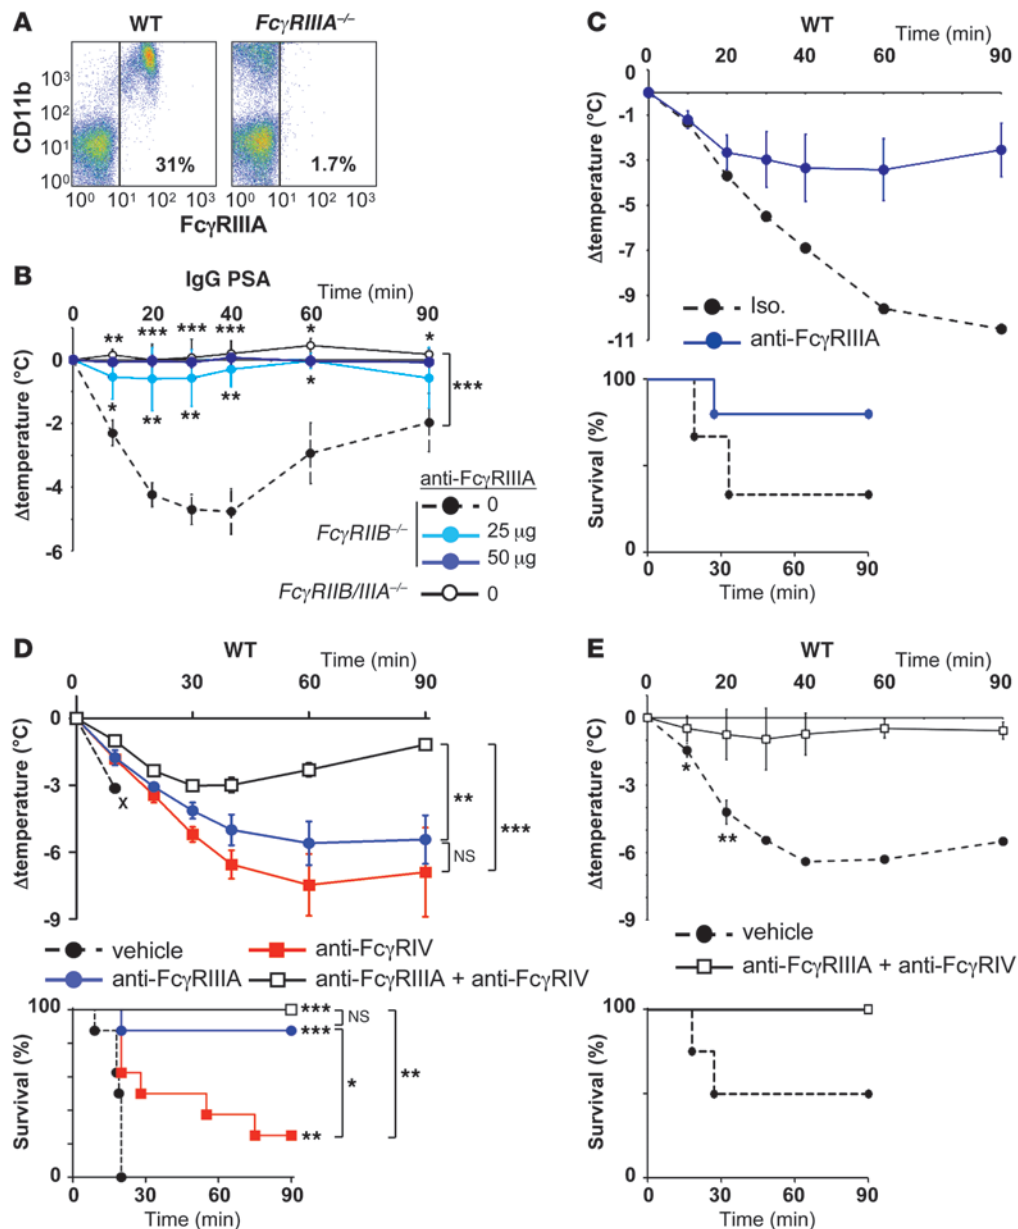 A
WT
FcγRIIIA–/–
CD11b
10³
10²
10¹
10⁰
31%
1.7%
10⁰ 10¹ 10² 10³
10⁰ 10¹ 10² 10³
FcγRIIIA
B
IgG PSA
Time (min)
0 20 40 60 90
Δtemperature (°C)
0
-2
-4
-6
** *** *** *** * *
* ** ** ** *
***
anti-FcγRIIIA
0
FcγRIIB–/–
25 μg
50 μg
FcγRIIB/IIIA–/–
0
C
WT
Time (min)
0 20 40 60 90
Δtemperature (°C)
0
-1
-3
-5
-7
-9
-11
Iso.
anti-FcγRIIIA
Survival (%)
100
0
0 30 60 90
Time (min)
D
WT
Time (min)
0 30 60 90
Δtemperature (°C)
0
-3
-6
-9
x
**
NS
***
vehicle
anti-FcγRIV
anti-FcγRIIIA
anti-FcγRIIIA + anti-FcγRIV
Survival (%)
100
0
***
NS
***
*
**
**
0 30 60 90
Time (min)
E
WT
Time (min)
0 20 40 60 90
Δtemperature (°C)
0
-3
-6
-9
*
**
vehicle
anti-FcγRIIIA + anti-FcγRIV
Survival (%)
100
0
0 30 60 90
Time (min)